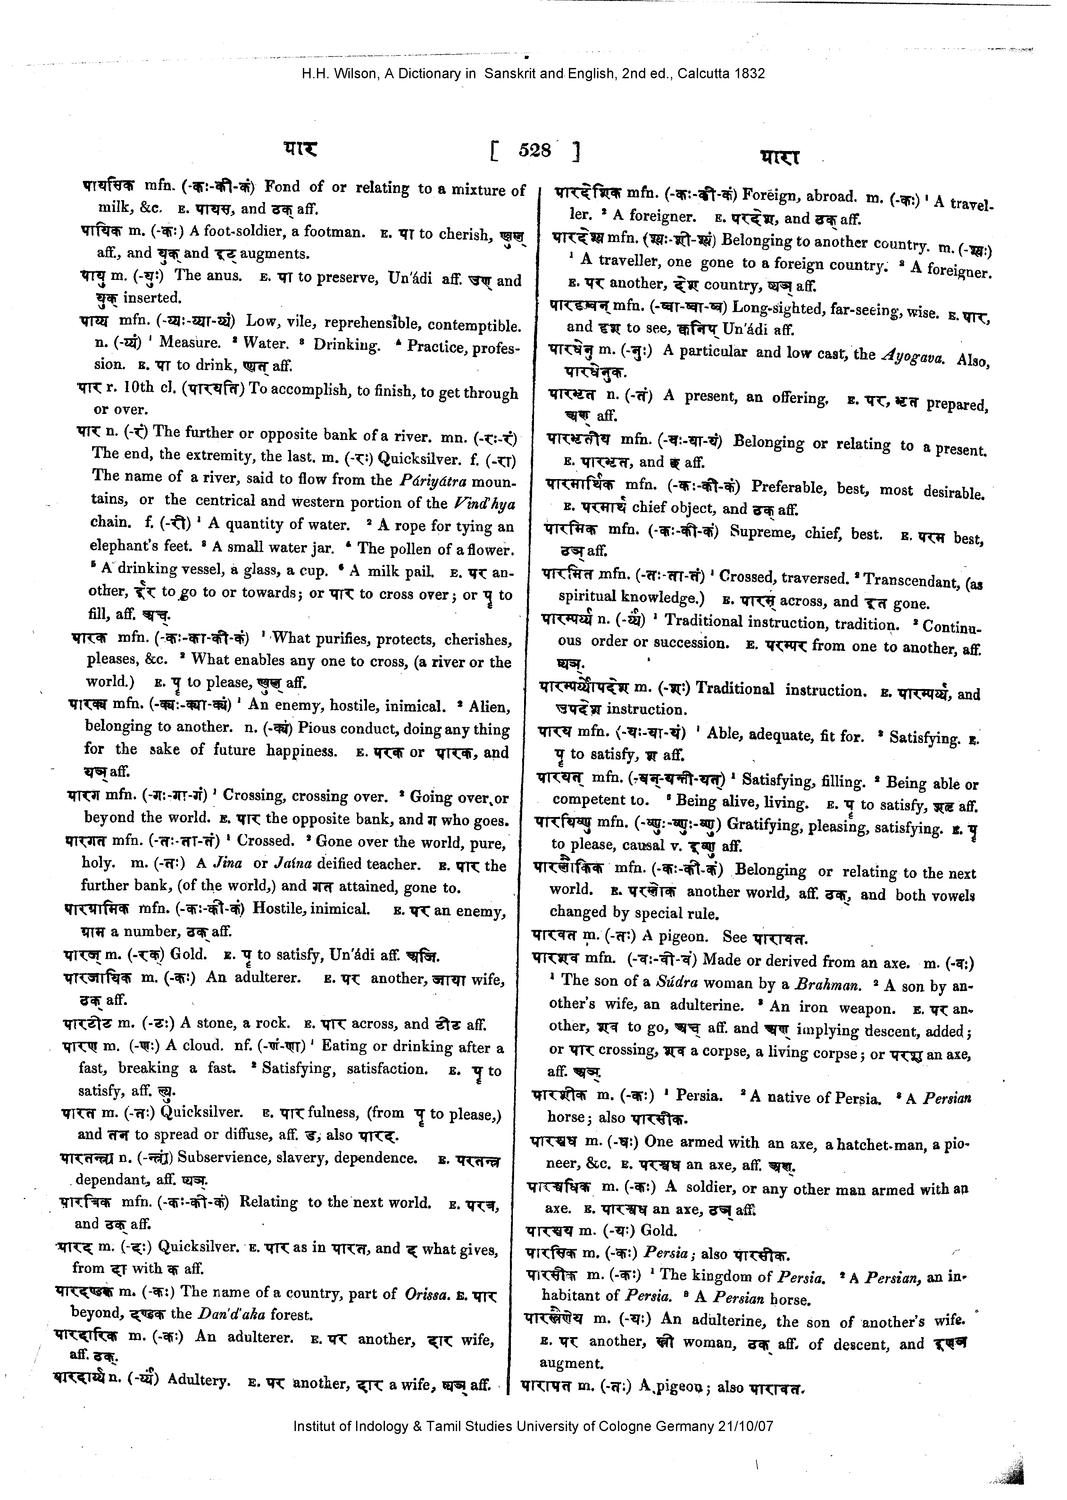 H.H. Wilson, A Dictionary in Sanskrit and English, 2nd ed., Calcutta 1832
पार [ 528 ] पारा
पायसिक mfn. (-कः-की-कं) Fond of or relating to a mixture of
milk, &c. E. पायस, and ठक् aff.
पायिक m. (-कः) A foot-soldier, a footman. E. पा to cherish, ण्वुल्
aff., and युक् and इट् augments.
पायु m. (-युः) The anus. E. पा to preserve, Un'ádi aff. उण् and
युक् inserted.
पाय्य mfn. (-य्यः-य्या-य्यं) Low, vile, reprehensible, contemptible.
n. (-य्यं) ¹ Measure. ² Water. ³ Drinking. ⁴ Practice, profes-
sion. E. पा to drink, ण्यत् aff.
पार r. 10th cl. (पारयति) To accomplish, to finish, to get through
or over.
पार n. (-रं) The further or opposite bank of a river. mn. (-रः-रं)
The end, the extremity, the last. m. (-रः) Quicksilver. f. (-रा)
The name of a river, said to flow from the Páriyátra moun-
tains, or the centrical and western portion of the Vind'hya
chain. f. (-री) ¹ A quantity of water. ² A rope for tying an
elephant's feet. ³ A small water jar. ⁴ The pollen of a flower.
⁵ A drinking vessel, a glass, a cup. ⁶ A milk pail. E. पर an-
other, ईर to go to or towards; or पार to cross over; or पॄ to
fill, aff. अच्.
पारक mfn. (-कः-का-की-कं) ¹ What purifies, protects, cherishes,
pleases, &c. ² What enables any one to cross, (a river or the
world.) E. पॄ to please, ण्वुल् aff.
पारक्य mfn. (-क्यः-क्या-क्यं) ¹ An enemy, hostile, inimical. ² Alien,
belonging to another. n. (-क्यं) Pious conduct, doing any thing
for the sake of future happiness. E. परक or पारक, and
ष्यञ् aff.
पारग mfn. (-गः-गा-गं) ¹ Crossing, crossing over. ² Going over or
beyond the world. E. पार the opposite bank, and ग who goes.
पारगत mfn. (-तः-ता-तं) ¹ Crossed. ² Gone over the world, pure,
holy. m. (-तः) A Jina or Jaina deified teacher. E. पार the
further bank, (of the world,) and गत attained, gone to.
पारग्रामिक mfn. (-कः-की-कं) Hostile, inimical. E. पर an enemy,
ग्राम a number, ठक् aff.
पारज् m. (-रक्) Gold. E. पॄ to satisfy, Un'ádi aff. अजि.
पारजायिक m. (-कः) An adulterer. E. पर another, जाया wife,
ठक् aff.
पारटीट m. (-टः) A stone, a rock. E. पार across, and टीट aff.
पारण m. (-णः) A cloud. nf. (-णं-णा) ¹ Eating or drinking after a
fast, breaking a fast. ² Satisfying, satisfaction. E. पॄ to
satisfy, aff. ल्यु.
पारत m. (-तः) Quicksilver. E. पार fulness, (from पॄ to please,)
and तन to spread or diffuse, aff. ड; also पारद.
पारतन्त्र्य n. (-न्त्र्यं) Subservience, slavery, dependence. E. परतन्त्र
dependant, aff. ष्यञ्.
पारत्रिक mfn. (-कः-की-कं) Relating to the next world. E. परत्र,
and ठक् aff.
पारद m. (-दः) Quicksilver. E. पार as in पारत, and द what gives,
from दा with क aff.
पारदण्डक m. (-कः) The name of a country, part of Orissa. E. पार
beyond, दण्डक the Dan'd'aka forest.
पारदारिक m. (-कः) An adulterer. E. पर another, दार wife,
aff. ठक्.
पारदार्य्य n. (-र्य्यं) Adultery. E. पर another, दार a wife, ष्यञ् aff.
पारदेशिक mfn. (-कः-की-कं) Foreign, abroad. m. (-कः) ¹ A travel-
ler. ² A foreigner. E. परदेश, and ठक् aff.
पारदेश्य mfn. (श्यः-श्यी-श्यं) Belonging to another country. m. (-श्यः)
¹ A traveller, one gone to a foreign country. ² A foreigner.
E. पर another, देश country, ष्यञ् aff.
पारदृश्वन् mfn. (-श्वा-श्वा-श्व) Long-sighted, far-seeing, wise. E. पार,
and दृश to see, क्वनिप् Un'ádi aff.
पारधेनु m. (-नुः) A particular and low cast, the Ayogava. Also,
पारधेनुक.
पारभृत n. (-तं) A present, an offering. E. पर, भृत prepared,
अण् aff.
पारभृतीय mfn. (-यः-या-यं) Belonging or relating to a present.
E. पारभृत, and छ aff.
पारमार्थिक mfn. (-कः-की-कं) Preferable, best, most desirable.
E. परमार्थ chief object, and ठक् aff.
पारमिक mfn. (-कः-की-कं) Supreme, chief, best. E. परम best,
ठञ् aff.
पारमित mfn. (-तः-ता-तं) ¹ Crossed, traversed. ² Transcendant, (as
spiritual knowledge.) E. पारम् across, and इत gone.
पारम्पर्य्य n. (-र्य्यं) ¹ Traditional instruction, tradition. ² Continu-
ous order or succession. E. परम्पर from one to another, aff.
ष्यञ्.
पारम्पर्य्योपदेश m. (-शः) Traditional instruction. E. पारम्पर्य्य, and
उपदेश instruction.
पारय mfn. (-यः-या-यं) ¹ Able, adequate, fit for. ² Satisfying. E.
पॄ to satisfy, श aff.
पारयत् mfn. (-यन्-यन्ती-यत्) ¹ Satisfying, filling. ² Being able or
competent to. ³ Being alive, living. E. पॄ to satisfy, शतृ aff.
पारयिष्णु mfn. (-ष्णुः-ष्णुः-ष्णु) Gratifying, pleasing, satisfying. E. पॄ
to please, causal v. इष्णु aff.
पारलौकिक mfn. (-कः-की-कं) Belonging or relating to the next
world. E. परलोक another world, aff. ठक्, and both vowels
changed by special rule.
पारवत m. (-तः) A pigeon. See पारावत.
पारशव mfn. (-वः-वी-वं) Made or derived from an axe. m. (-वः)
¹ The son of a Súdra woman by a Brahman. ² A son by an-
other's wife, an adulterine. ³ An iron weapon. E. पर an-
other, शव to go, अच् aff. and अण् implying descent, added;
or पार crossing, शव a corpse, a living corpse; or परशु an axe,
aff. अञ्.
पारशीक m. (-कः) ¹ Persia. ² A native of Persia. ³ A Persian
horse; also पारसीक.
पारश्वध m. (-धः) One armed with an axe, a hatchet-man, a pio-
neer, &c. E. परश्वध an axe, aff. अण्.
पारश्वधिक m. (-कः) A soldier, or any other man armed with an
axe. E. परश्वध an axe, ठञ् aff.
पारश्वय m. (-यः) Gold.
पारसिक m. (-कः) Persia; also पारसीक.
पारसीक m. (-कः) ¹ The kingdom of Persia. ² A Persian, an in-
habitant of Persia. ³ A Persian horse.
पारस्त्रैणेय m. (-यः) An adulterine, the son of another's wife.
E. पर another, स्त्री woman, ठक् aff. of descent, and इणञ्
augment.
पारापत m. (-तः) A pigeon; also पारावत.
Institut of Indology & Tamil Studies University of Cologne Germany 21/10/07